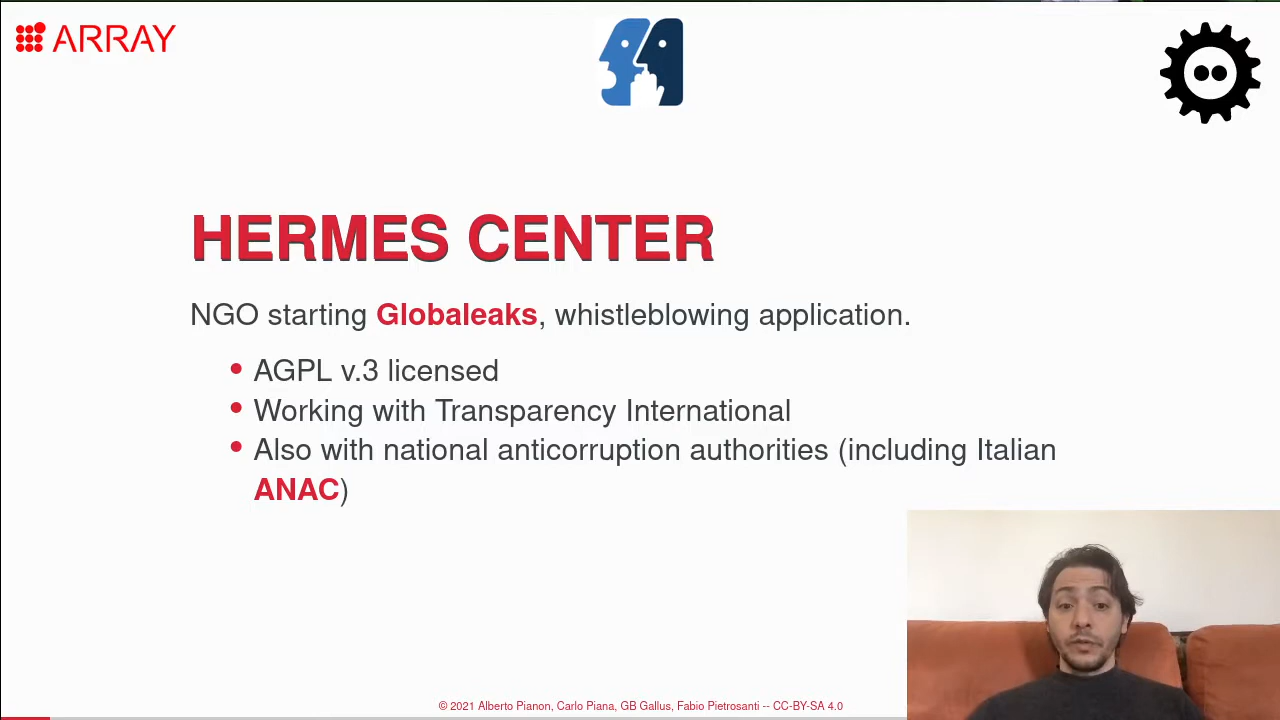 ARRAY
HERMES CENTER
NGO starting Globaleaks, whistleblowing application.
AGPL v.3 licensed
Working with Transparency International
Also with national anticorruption authorities (including Italian
ANAC)
© 2021 Alberto Pianon, Carlo Piana, GB Gallus, Fabio Pietrosanti -- CC-BY-SA 4.0